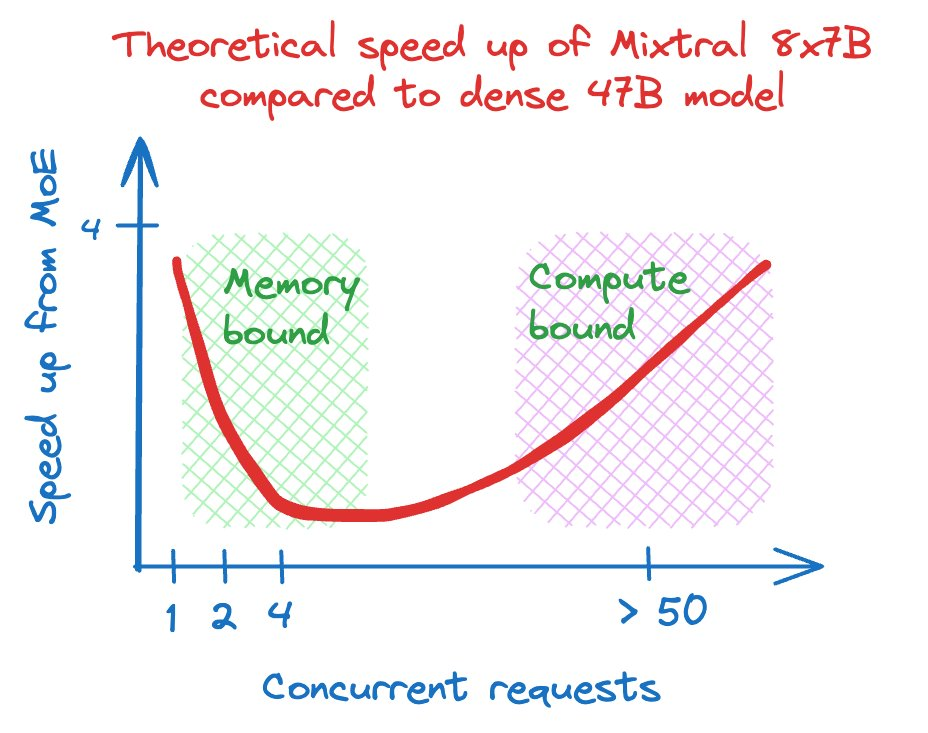 Theoretical speed up of Mixtral 8x7B
compared to dense 47B model
Speed up from MoE
4
Memory
bound
Compute
bound
1 2 4 > 50
Concurrent requests